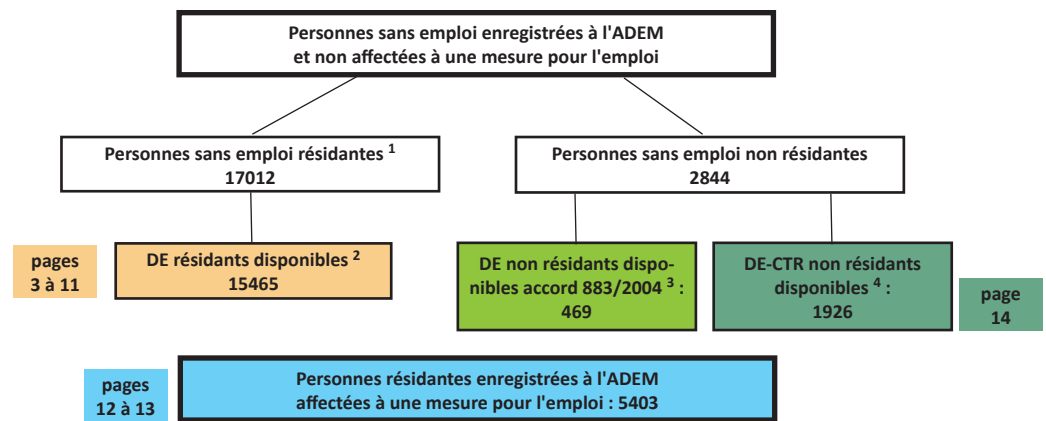 Personnes sans emploi enregistrées à l'ADEM
et non affectées à une mesure pour l'emploi
Personnes sans emploi résidantes 1
17012
Personnes sans emploi non résidantes
2844
pages
3 à 11
DE résidants disponibles 2
15465
DE non résidants dispo-
nibles accord 883/2004 3 :
469
DE-CTR non résidants
disponibles 4 :
1926
page
14
pages
12 à 13
Personnes résidantes enregistrées à l'ADEM
affectées à une mesure pour l'emploi : 5403